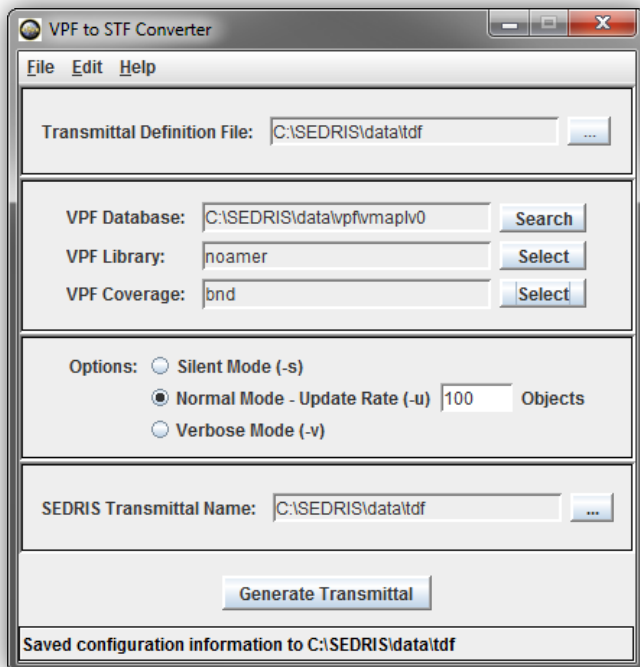 VPF to STF Converter
File Edit Help
Transmittal Definition File: C:\SEDRIS\data\tdf ...
VPF Database: C:\SEDRIS\data\vpf\vmaplv0 Search
VPF Library: noamer Select
VPF Coverage: bnd Select
Options: Silent Mode (-s)
Normal Mode - Update Rate (-u) 100 Objects
Verbose Mode (-v)
SEDRIS Transmittal Name: C:\SEDRIS\data\tdf ...
Generate Transmittal
Saved configuration information to C:\SEDRIS\data\tdf